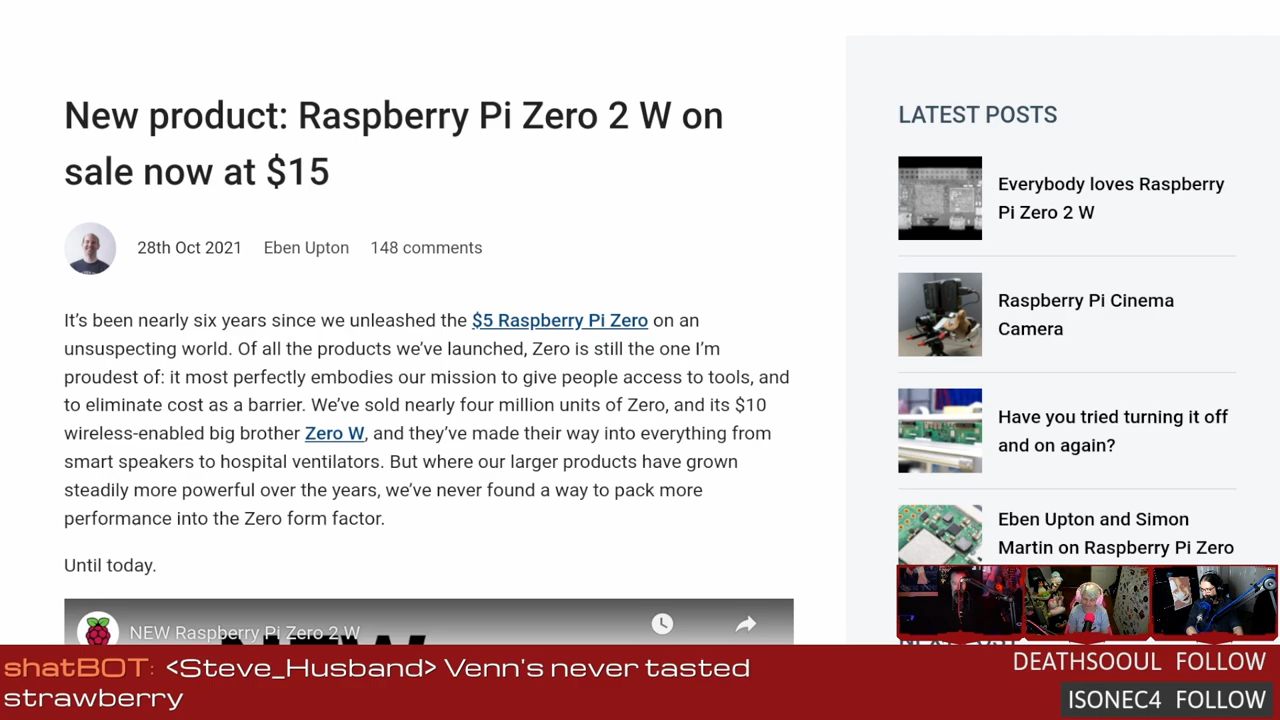 New product: Raspberry Pi Zero 2 W on
sale now at $15
28th Oct 2021 Eben Upton 148 comments
It's been nearly six years since we unleashed the $5 Raspberry Pi Zero on an
unsuspecting world. Of all the products we've launched, Zero is still the one I'm
proudest of: it most perfectly embodies our mission to give people access to tools, and
to eliminate cost as a barrier. We've sold nearly four million units of Zero, and its $10
wireless-enabled big brother Zero W, and they've made their way into everything from
smart speakers to hospital ventilators. But where our larger products have grown
steadily more powerful over the years, we've never found a way to pack more
performance into the Zero form factor.
Until today.
NEW Raspberry Pi Zero 2 W
LATEST POSTS
Everybody loves Raspberry
Pi Zero 2 W
Raspberry Pi Cinema
Camera
Have you tried turning it off
and on again?
Eben Upton and Simon
Martin on Raspberry Pi Zero
shatBOT: <Steve_Husband> Venn's never tasted
strawberry
DEATHSOOUL FOLLOW
ISONEC4 FOLLOW